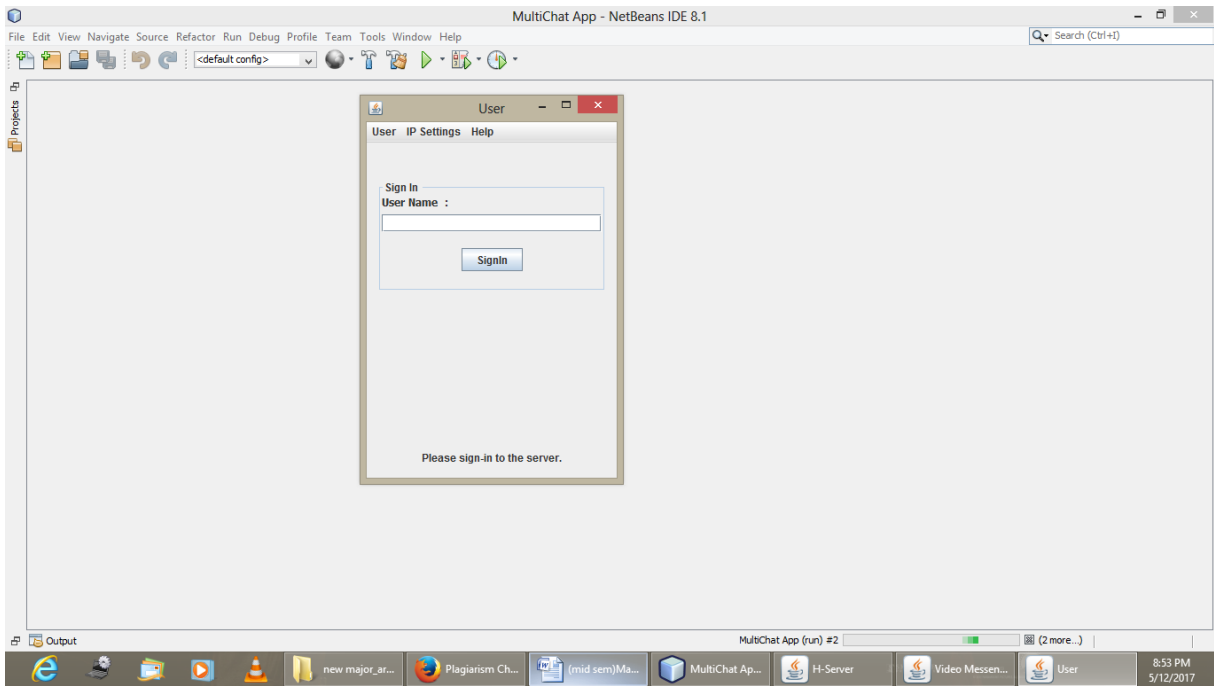 MultiChat App - NetBeans IDE 8.1
File Edit View Navigate Source Refactor Run Debug Profile Team Tools Window Help
Search (Ctrl+I)
<default config>
Projects
User
User IP Settings Help
Sign In
User Name :
SignIn
Please sign-in to the server.
Output
MultiChat App (run) #2
(2 more...)
new major_ar...
Plagiarism Ch...
(mid sem)Ma...
MultiChat Ap...
H-Server
Video Messen...
User
8:53 PM
5/12/2017